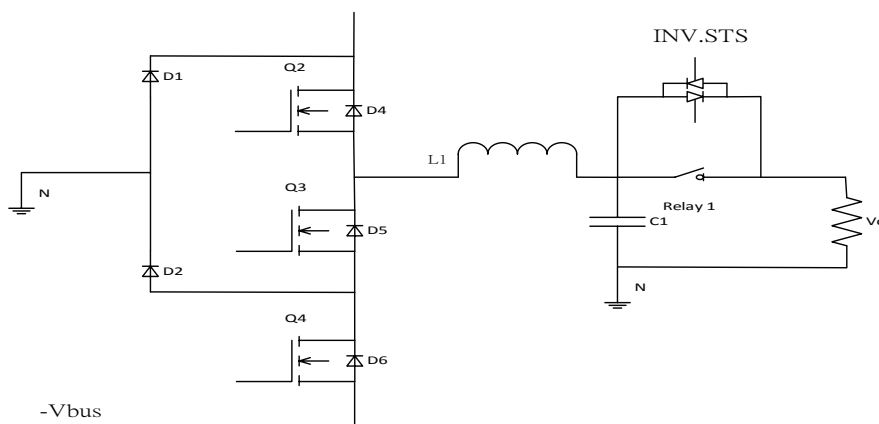 INV.STS
Q2
D1
D4
L1
N
Q3
Relay 1
C1
D5
D2
N
Q4
D6
-Vbus